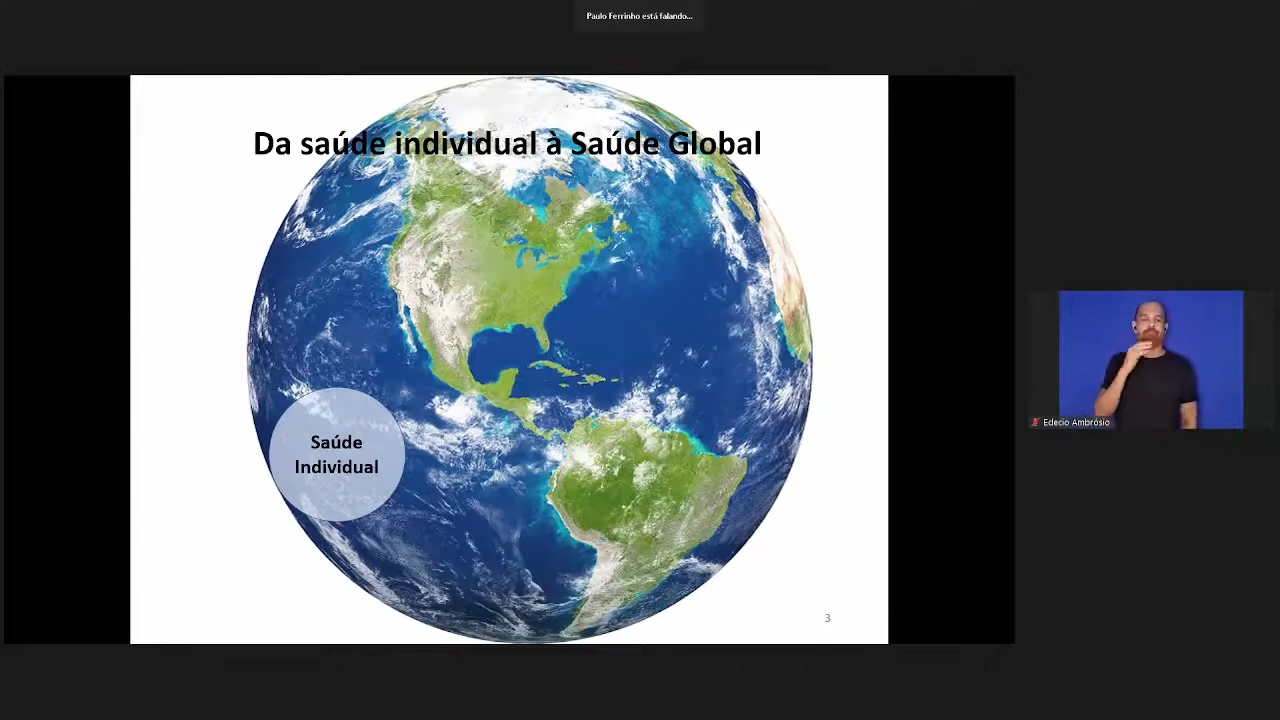 Paulo Ferrinho está falando...
Da saúde individual à Saúde Global
Saúde
Individual
3
Edecio Ambrósio